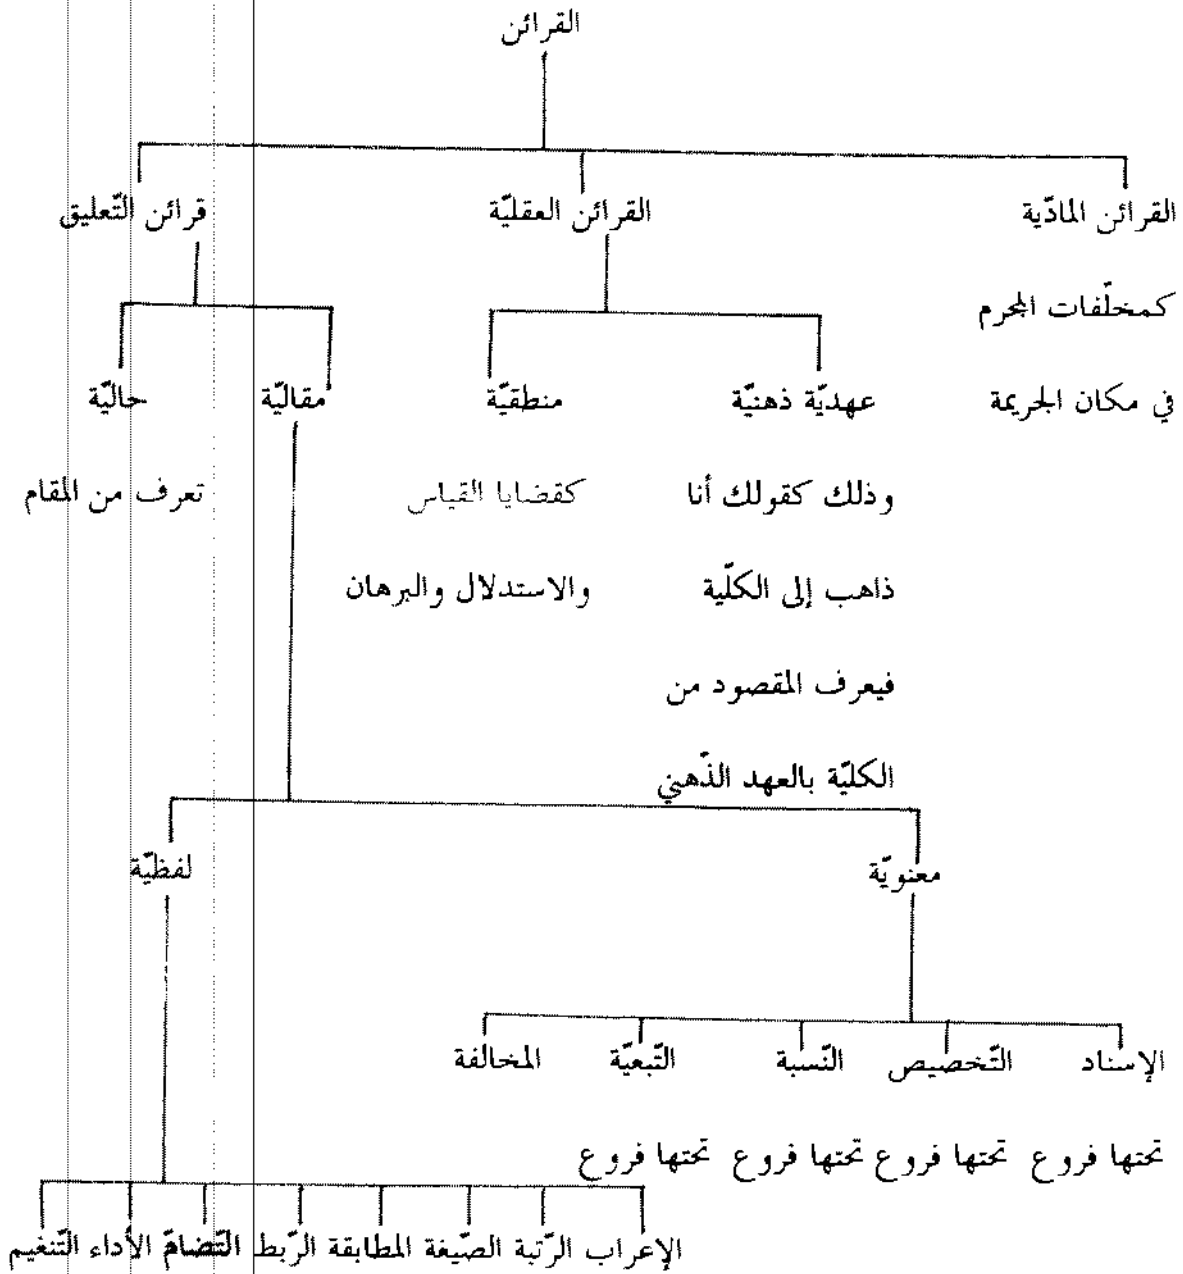 القرائن
القرائن المادّية القرائن العقليّة قرائن التّعليق
كمخلّفات المجرم
في مكان الجريمة عهديّة ذهنيّة منطقيّة مقاليّة حاليّة
وذلك كقولك أنا كقضايا القياس تعرف من المقام
ذاهب إلى الكلّية والاستدلال والبرهان
فيعرف المقصود من
الكليّة بالعهد الذّهني
معنويّة لفظيّة
الإسناد التّخصيص النّسبة التّبعيّة المخالفة
تحتها فروع تحتها فروع تحتها فروع تحتها فروع
الإعراب الرّتبة الصّيغة المطابقة الرّبط التّضامّ الأداء التّنغيم